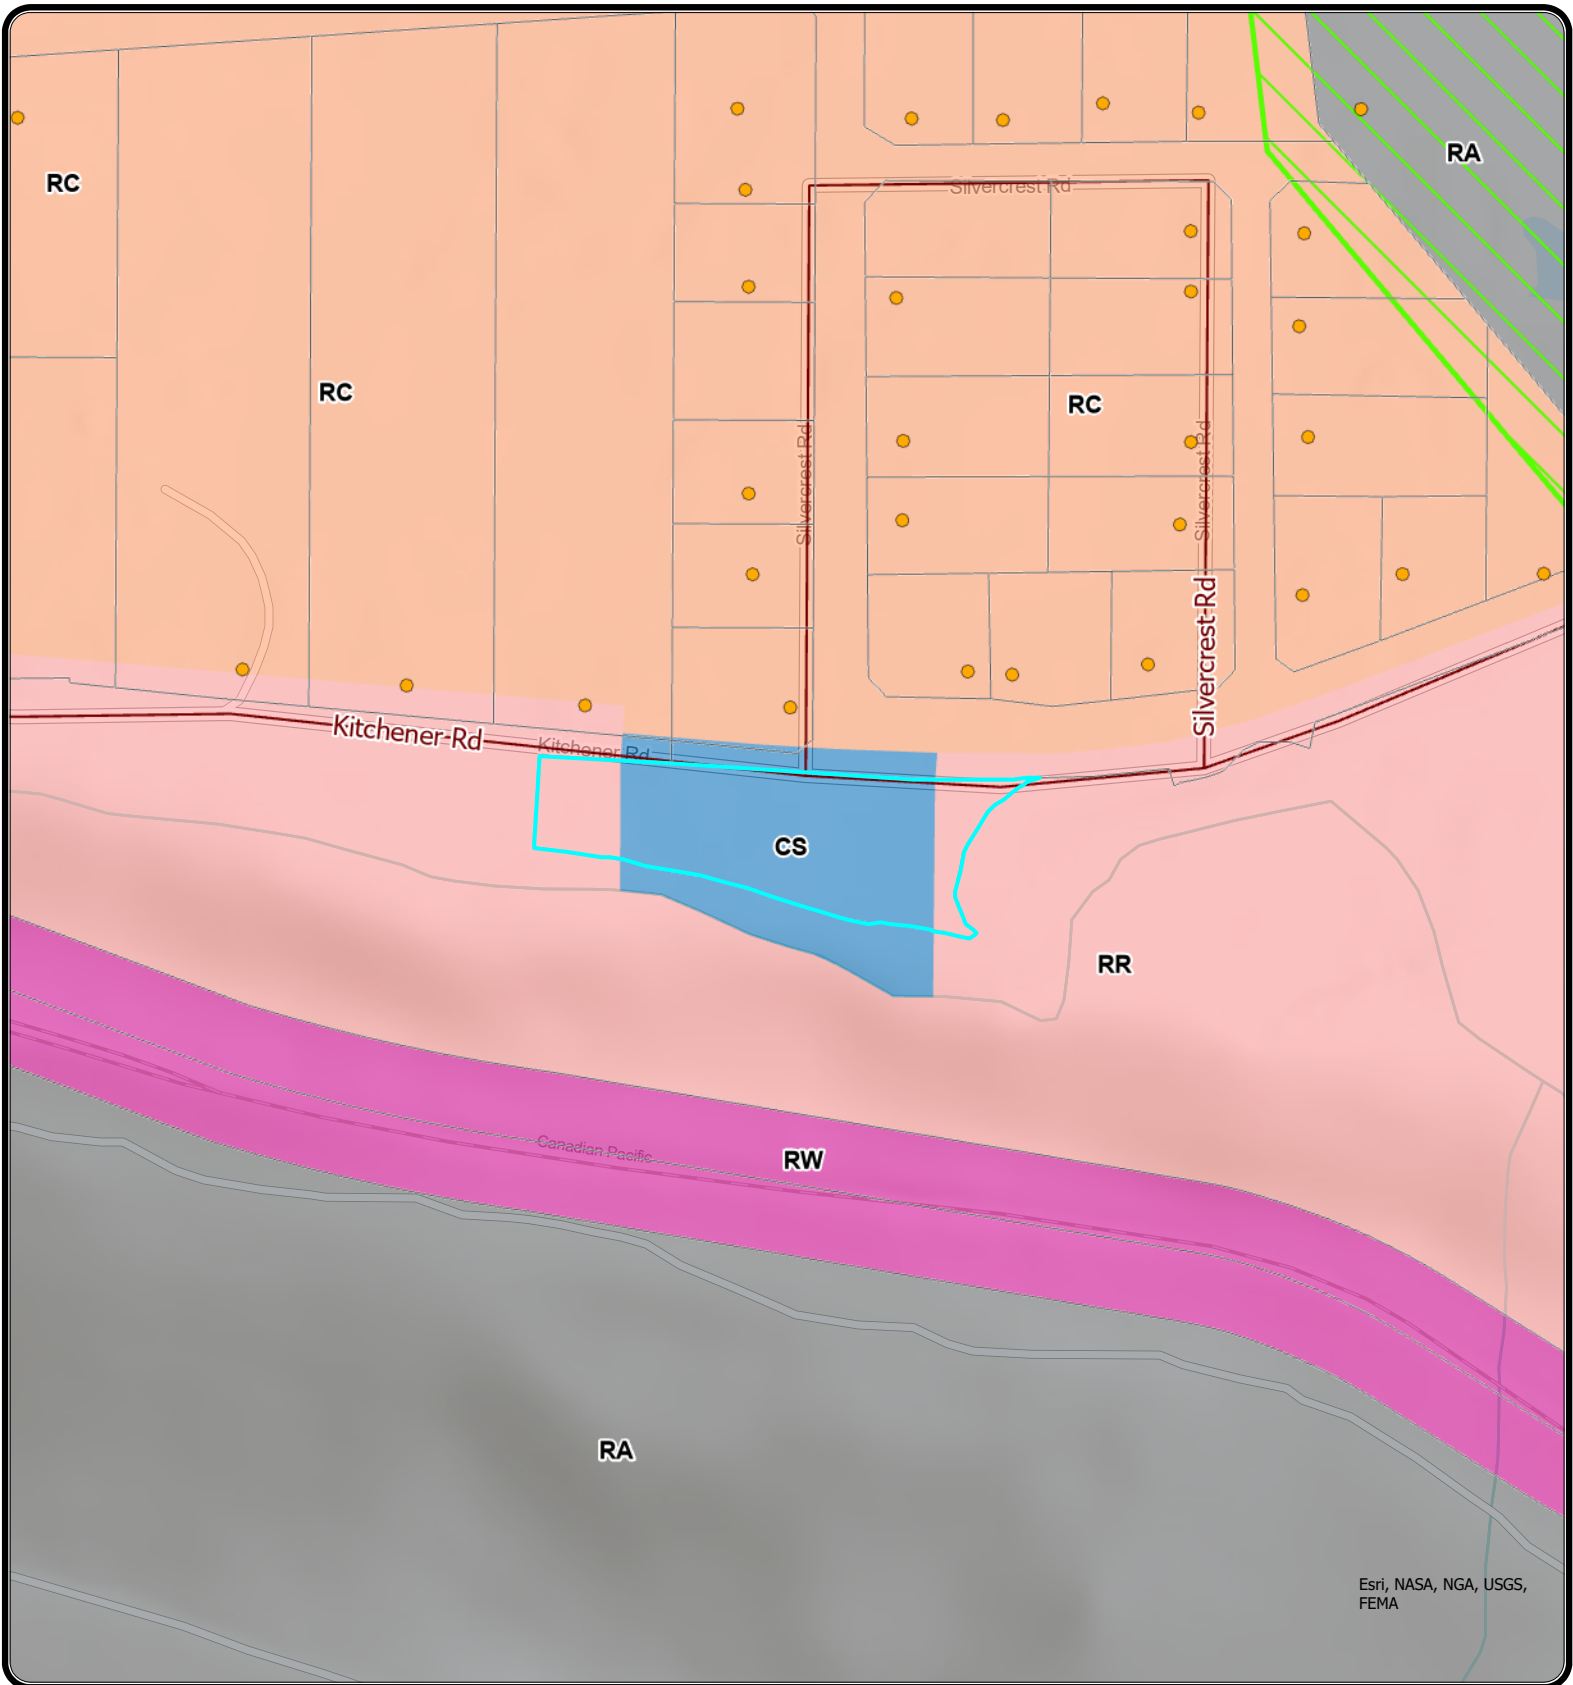 RA
RC
Silvercrest Rd
RC
RC
Silvercrest Rd
Silvercrest Rd
Silvercrest Rd
Kitchener Rd
Kitchener Rd
CS
RR
Canadian Pacific
RW
RA
Esri, NASA, NGA, USGS,
FEMA